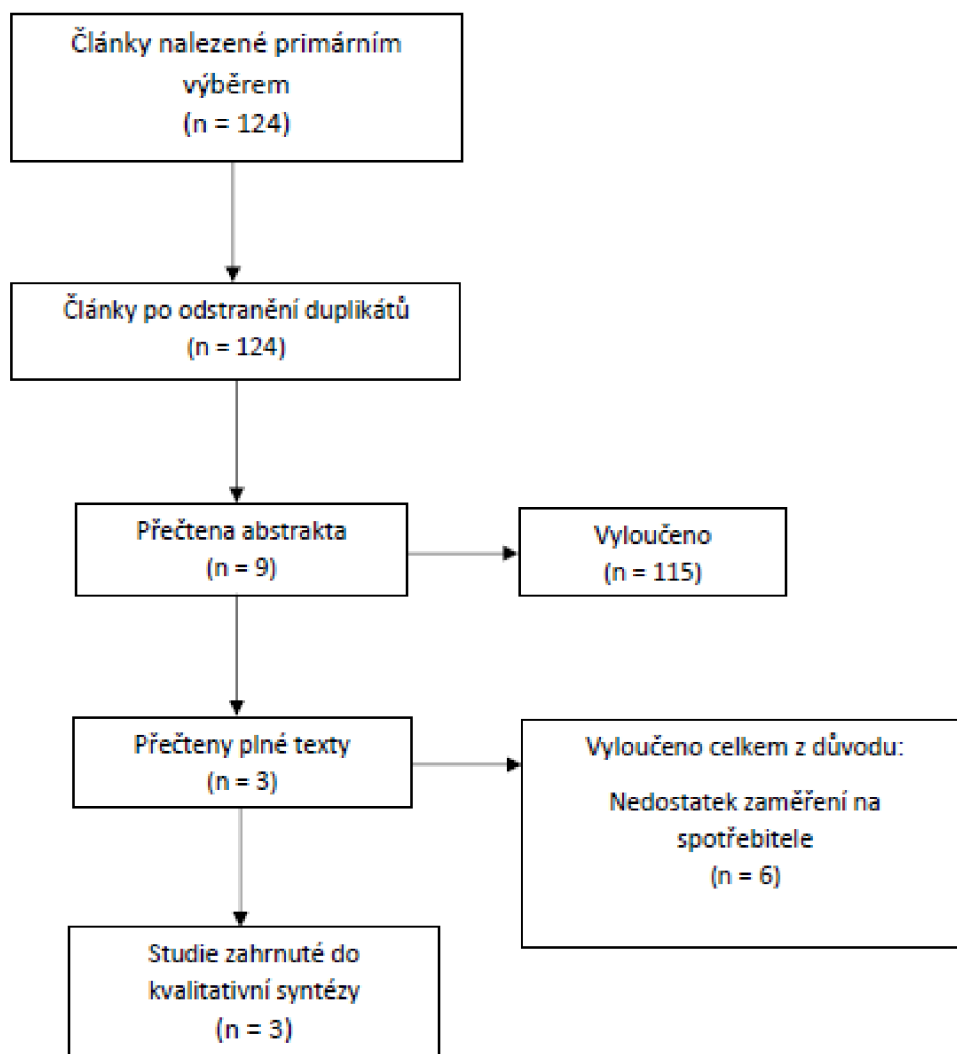 Články nalezené primárním
výběrem
(n = 124)
Články po odstranění duplikátů
(n = 124)
Přečtena abstrakta
(n = 9)
Vyloučeno
(n = 115)
Přečteny plné texty
(n = 3)
Vyloučeno celkem z důvodu:
Nedostatek zaměření na
spotřebitele
(n = 6)
Studie zahrnuté do
kvalitativní syntézy
(n = 3)